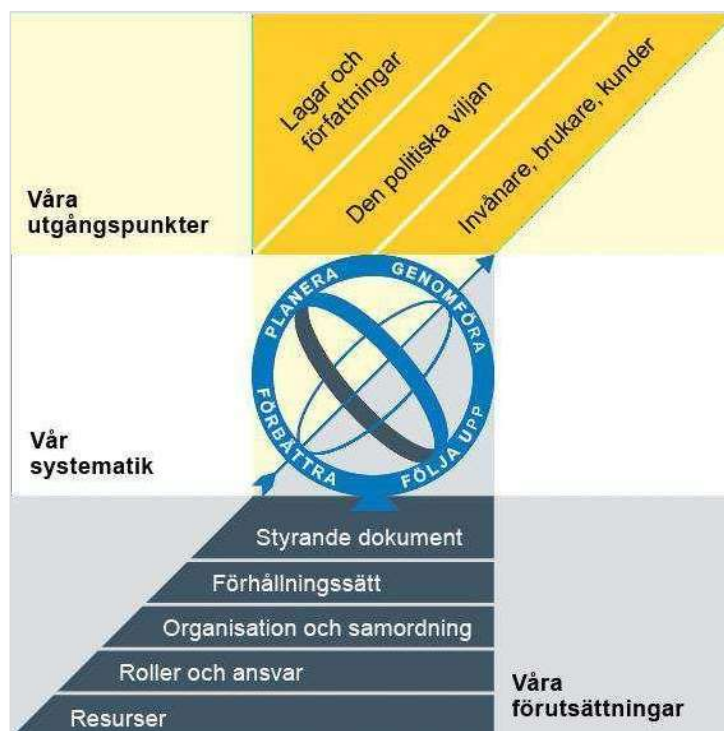 Lagar och
författningar
Den politiska viljan
Invånare, brukare, kunder
Våra
utgångspunkter
PLANERA
GENOMFÖRA
FÖLJA UPP
FÖRBÄTTRA
Vår
systematik
Styrande dokument
Förhållningssätt
Organisation och samordning
Roller och ansvar
Resurser
Våra
förutsättningar